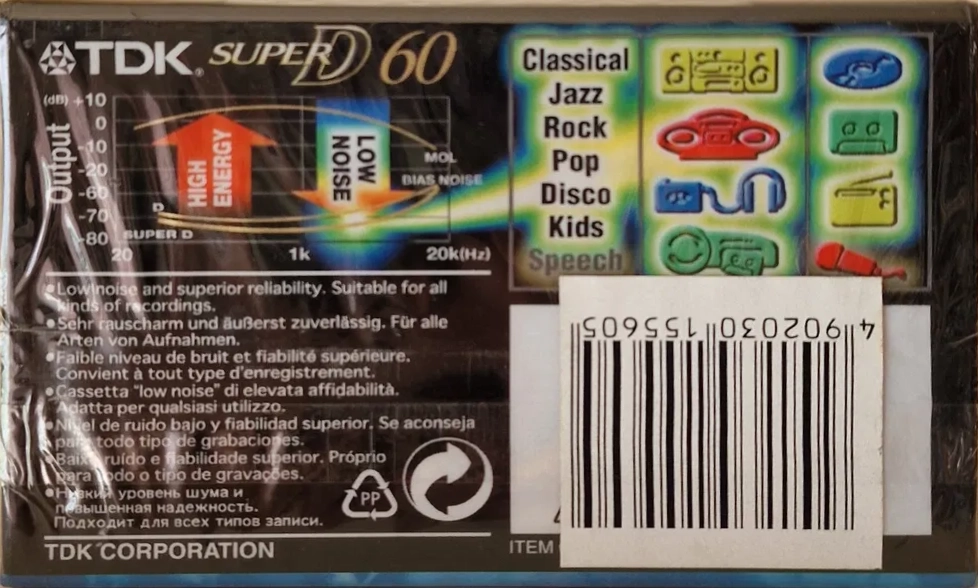 TDK® SUPER D 60
Output
(dB) +10
0
-10
-20
-60
-70
-80
HIGH ENERGY
LOW NOISE
MOL
BIAS NOISE
D
SUPER D
20 1k 20k(Hz)
Classical
Jazz
Rock
Pop
Disco
Kids
Speech
•Low noise and superior reliability. Suitable for all
kinds of recordings.
•Sehr rauscharm und äußerst zuverlässig. Für alle
Arten von Aufnahmen.
•Faible niveau de bruit et fiabilité supérieure.
Convient à tout type d'enregistrement.
•Cassetta "low noise" di elevata affidabilità.
Adatta per qualsiasi utilizzo.
•Nivel de ruido bajo y fiabilidad superior. Se aconseja
para todo tipo de grabaciones.
•Baixo ruído e fiabilidade superior. Próprio
para todo o tipo de gravações.
•Низкий уровень шума и
повышенная надежность.
Подходит для всех типов записи.
PP
4 902030 155605
TDK CORPORATION
ITEM